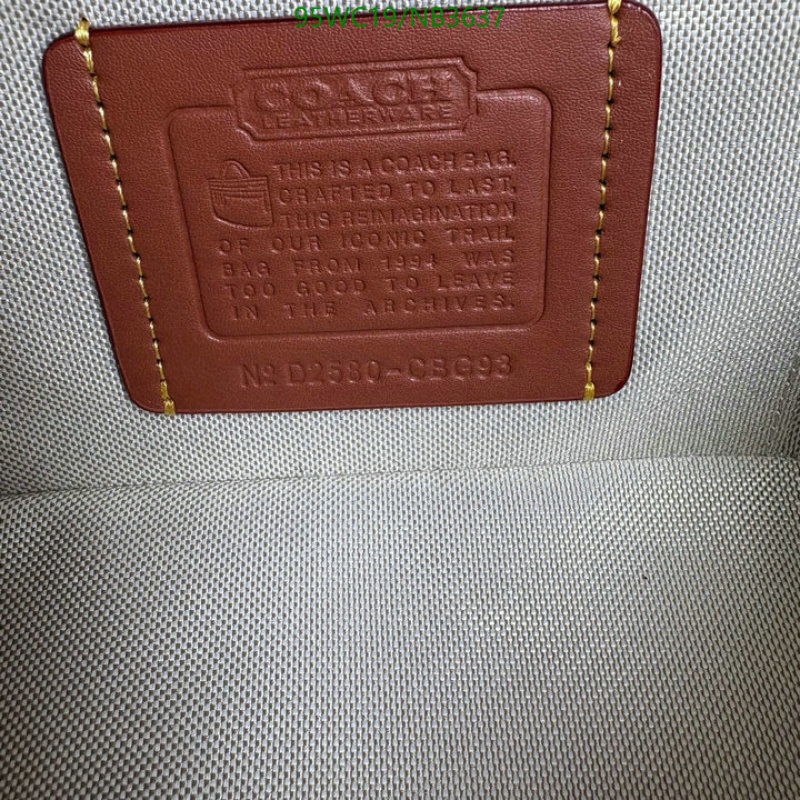 95WC19/NB3637
COACH
LEATHERWARE
THIS IS A COACH BAG.
CRAFTED TO LAST,
THIS REIMAGINATION
OF OUR ICONIC TRAIL
BAG FROM 1994 WAS
TOO GOOD TO LEAVE
IN THE ARCHIVES.
Nº D2580-CBG93